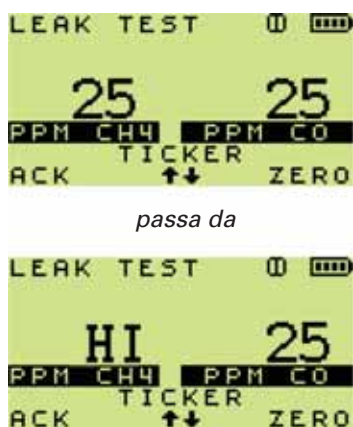 LEAK TEST
25 25
PPM CH4 PPM CO
TICKER
ACK ZERO
passa da
LEAK TEST
HI 25
PPM CH4 PPM CO
TICKER
ACK ZERO